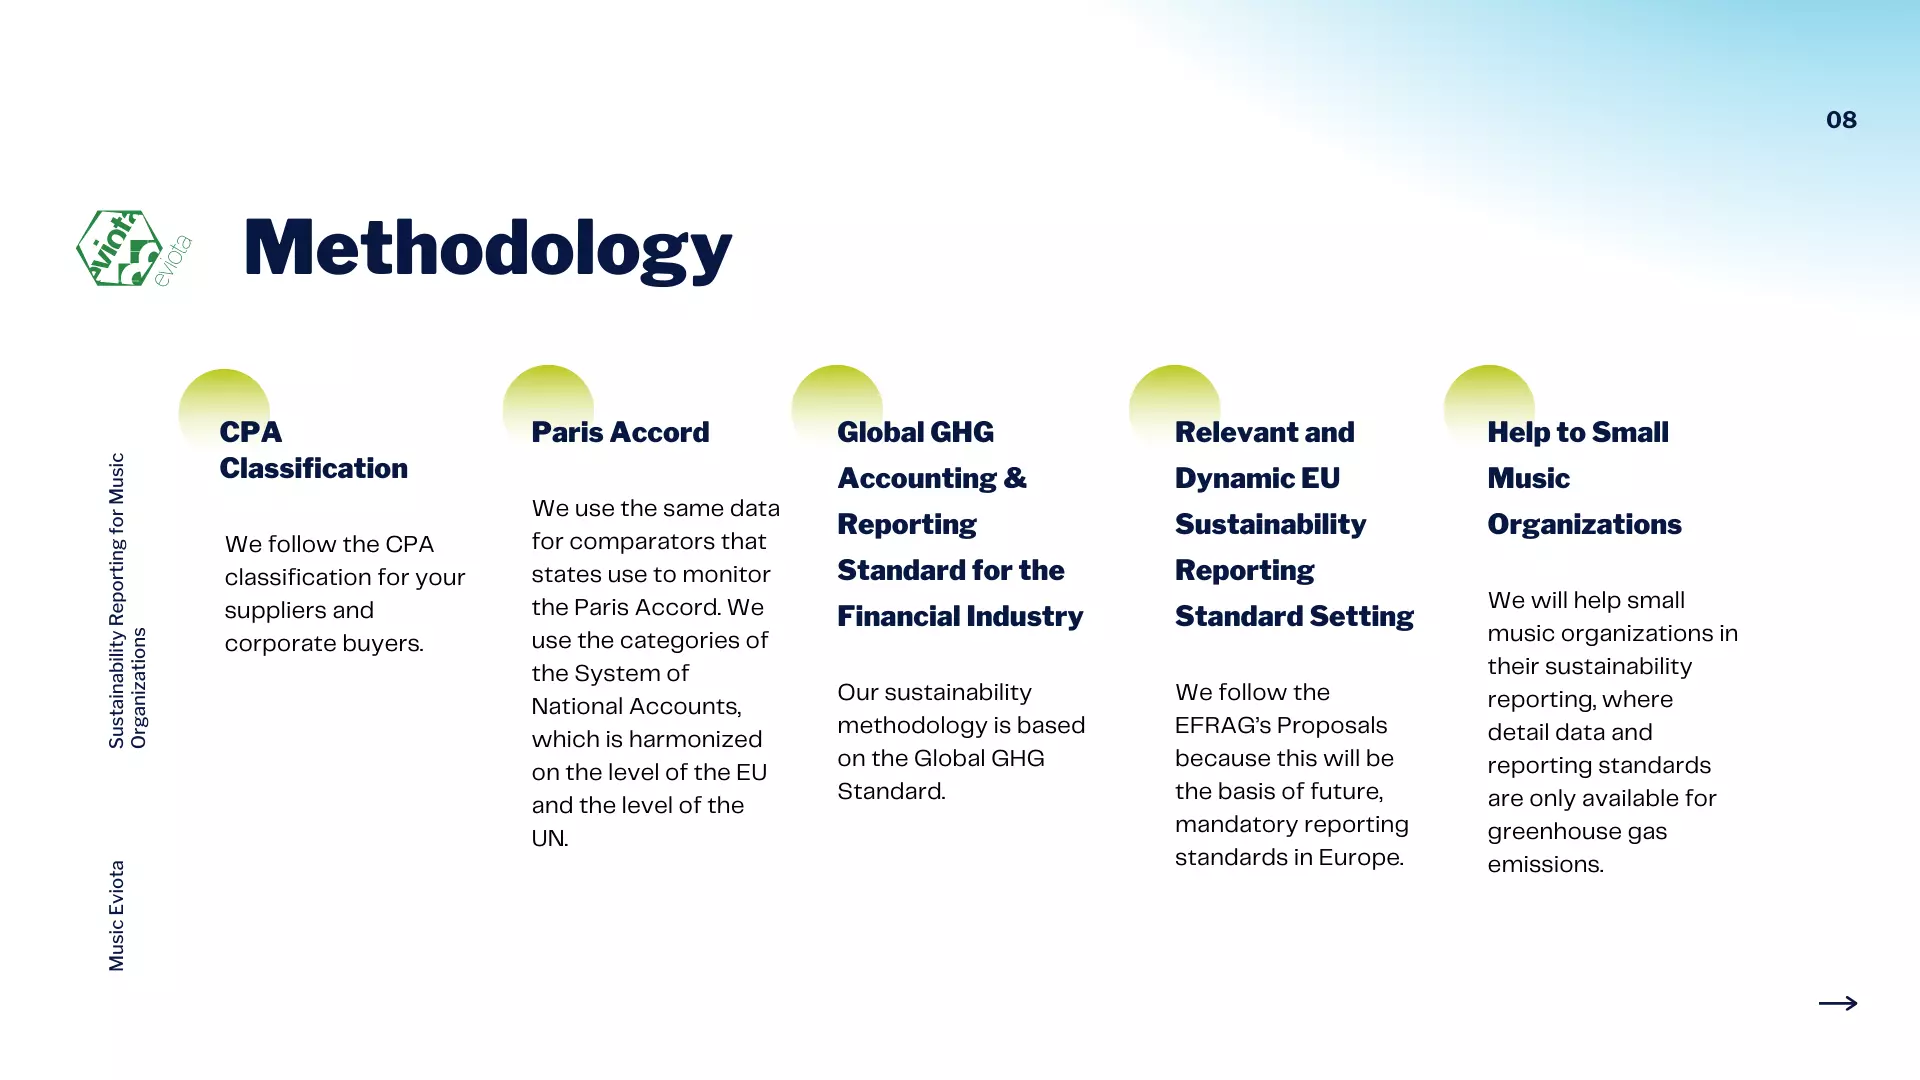 08
eviota
eviota
Methodology
CPA
Classification
We follow the CPA
classification for your
suppliers and
corporate buyers.
Paris Accord
We use the same data
for comparators that
states use to monitor
the Paris Accord. We
use the categories of
the System of
National Accounts,
which is harmonized
on the level of the EU
and the level of the
UN.
Global GHG
Accounting &
Reporting
Standard for the
Financial Industry
Our sustainability
methodology is based
on the Global GHG
Standard.
Relevant and
Dynamic EU
Sustainability
Reporting
Standard Setting
We follow the
EFRAG’s Proposals
because this will be
the basis of future,
mandatory reporting
standards in Europe.
Help to Small
Music
Organizations
We will help small
music organizations in
their sustainability
reporting, where
detail data and
reporting standards
are only available for
greenhouse gas
emissions.
Sustainability Reporting for Music
Organizations
Music Eviota